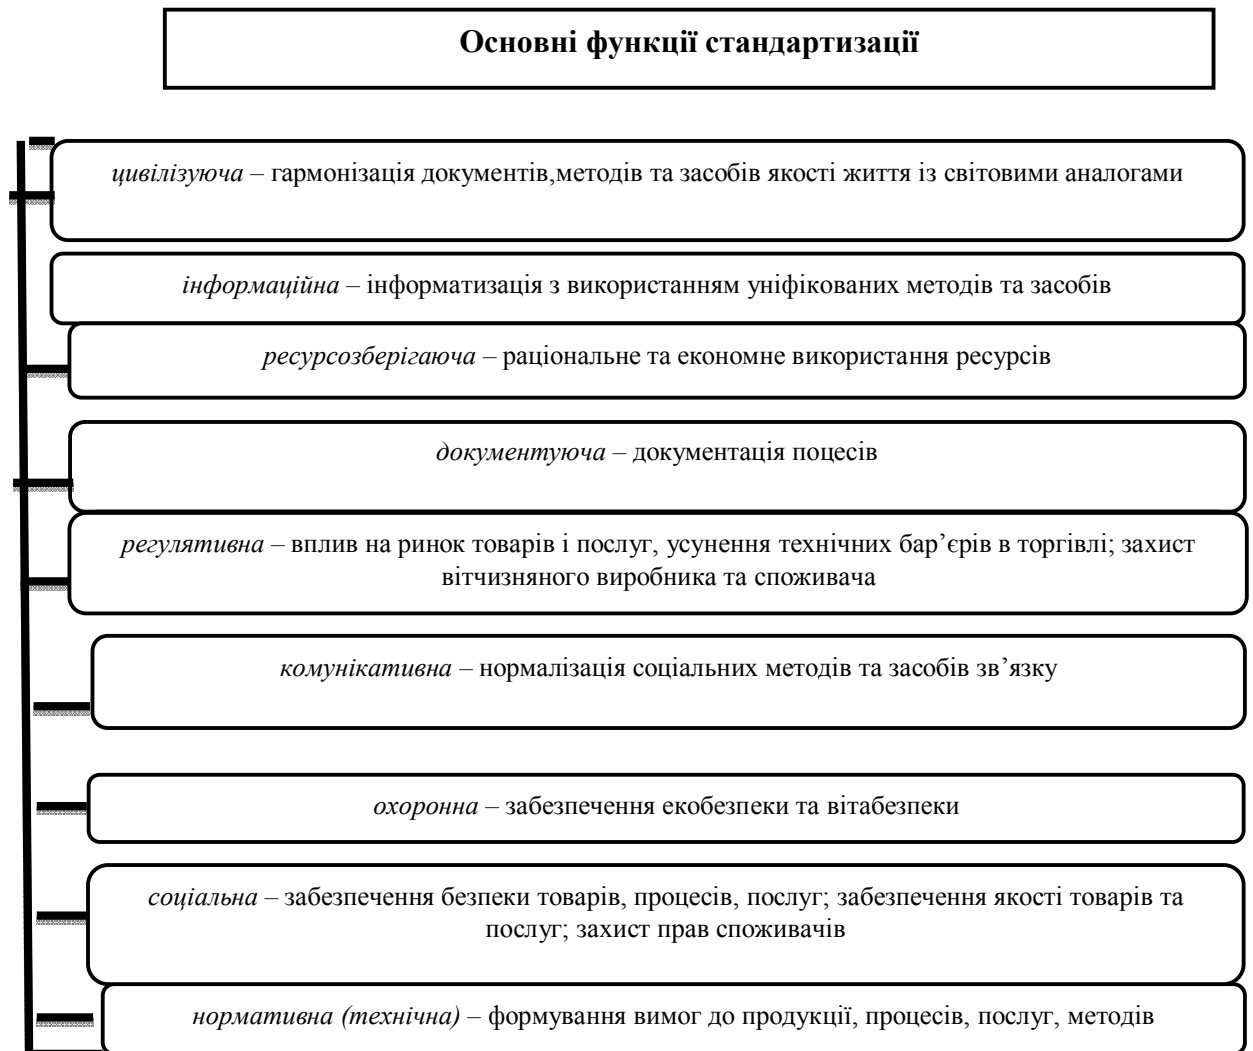 Основні функції стандартизації
цивілізуюча – гармонізація документів,методів та засобів якості життя із світовими аналогами
інформаційна – інформатизація з використанням уніфікованих методів та засобів
ресурсозберігаюча – раціональне та економне використання ресурсів
документуюча – документація поцесів
регулятивна – вплив на ринок товарів і послуг, усунення технічних бар’єрів в торгівлі; захист
вітчизняного виробника та споживача
комунікативна – нормалізація соціальних методів та засобів зв’язку
охоронна – забезпечення екобезпеки та вітабезпеки
соціальна – забезпечення безпеки товарів, процесів, послуг; забезпечення якості товарів та
послуг; захист прав споживачів
нормативна (технічна) – формування вимог до продукції, процесів, послуг, методів